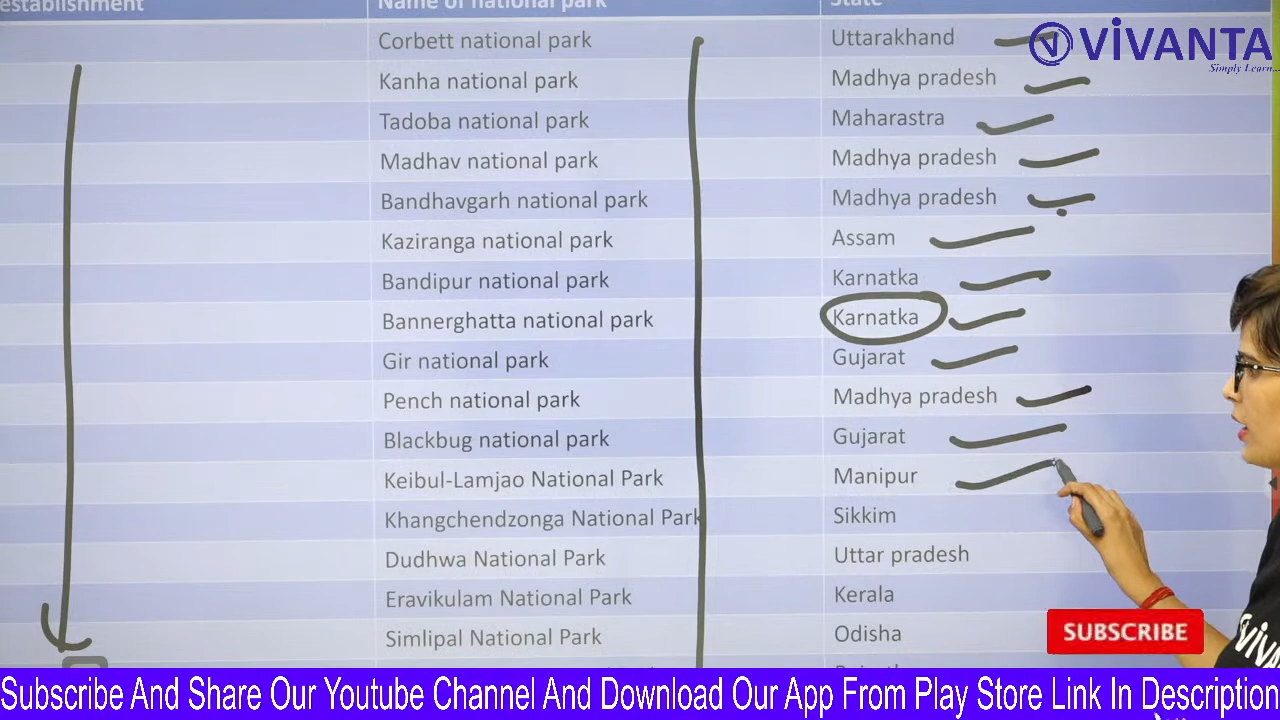 establishment Name of national park State
Corbett national park Uttarakhand
Kanha national park Madhya pradesh
Tadoba national park Maharastra
Madhav national park Madhya pradesh
Bandhavgarh national park Madhya pradesh
Kaziranga national park Assam
Bandipur national park Karnatka
Bannerghatta national park Karnatka
Gir national park Gujarat
Pench national park Madhya pradesh
Blackbug national park Gujarat
Keibul-Lamjao National Park Manipur
Khangchendzonga National Park Sikkim
Dudhwa National Park Uttar pradesh
Eravikulam National Park Kerala
Simlipal National Park Odisha
VIVANTA
Simply Learn...
SUBSCRIBE
Subscribe And Share Our Youtube Channel And Download Our App From Play Store Link In Description